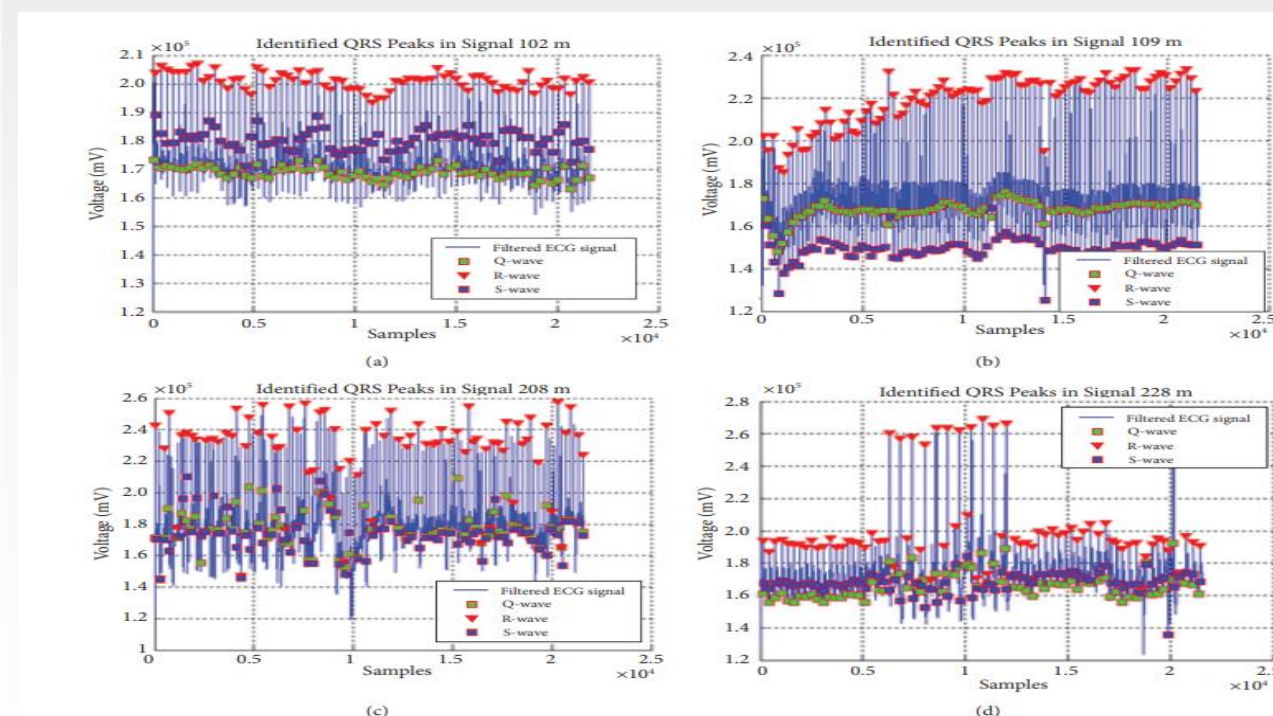 Identified QRS Peaks in Signal 102 m
×10⁵
2.1
2.0
1.9
1.8
1.7
1.6
1.5
1.4
1.3
1.2
Voltage (mV)
Filtered ECG signal
Q-wave
R-wave
S-wave
0 0.5 1 1.5 2 2.5
Samples
×10⁴
(a)
Identified QRS Peaks in Signal 109 m
×10⁵
2.4
2.2
2.0
1.8
1.6
1.4
1.2
Voltage (mV)
Filtered ECG signal
Q-wave
R-wave
S-wave
0 0.5 1 1.5 2 2.5
Samples
×10⁴
(b)
Identified QRS Peaks in Signal 208 m
×10⁵
2.6
2.4
2.2
2.0
1.8
1.6
1.4
1.2
1
Voltage (mV)
Filtered ECG signal
Q-wave
R-wave
S-wave
0 0.5 1 1.5 2 2.5
Samples
×10⁴
(c)
Identified QRS Peaks in Signal 228 m
×10⁵
2.8
2.6
2.4
2.2
2.0
1.8
1.6
1.4
1.2
Voltage (mV)
Filtered ECG signal
Q-wave
R-wave
S-wave
0 0.5 1 1.5 2 2.5
Samples
×10⁴
(d)